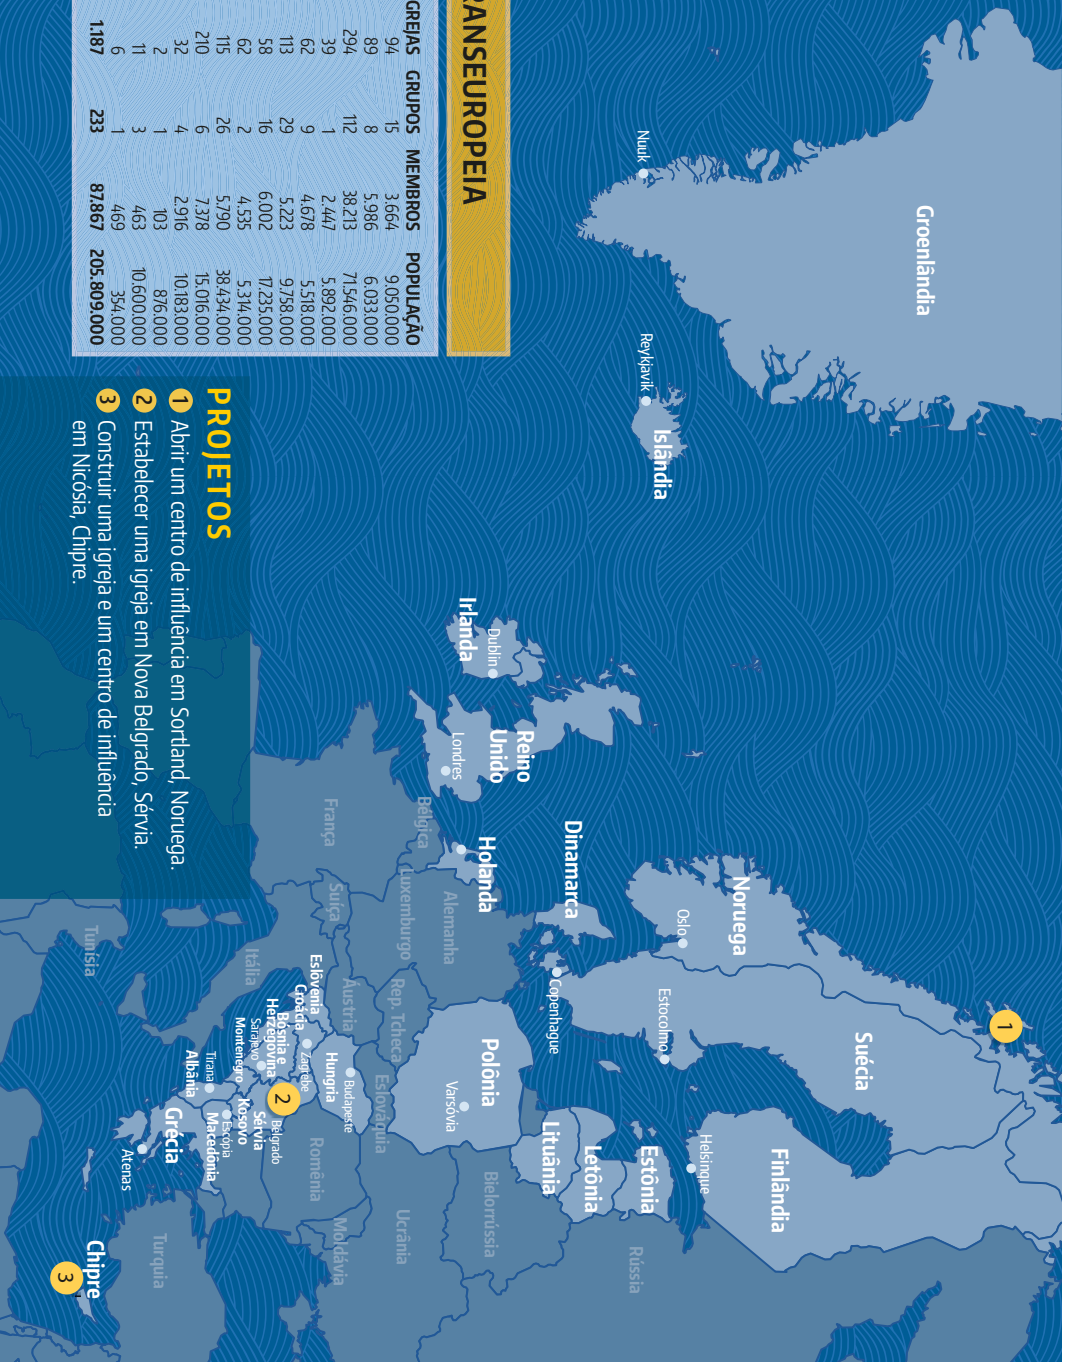 1
Groenlândia
Suécia
Finlândia
Noruega
Oslo
Helsinque
Estocolmo
Nuuk
Reykjavik
Islândia
Estônia
Rússia
Letônia
Dinamarca
Copenhague
Lituânia
Reino
Unido
Irlanda
Dublin
Londres
Holanda
Polônia
Varsóvia
Bielorrússia
Bélgica
Luxemburgo
Alemanha
Rep. Tcheca
Eslováquia
Ucrânia
França
Suíça
Áustria
Eslôvenia
Croácia
Zagrebe
Hungria
Budapeste
Romênia
Moldávia
Itália
Bósnia e
Herzegovina
Sarajevo
2
Belgrado
Sérvia
Montenegro
Kosovo
Escópia
Macedônia
Tirana
Albânia
Grécia
Atenas
Turquia
Tunísia
Chipre
3
RANSEUROPEIA
GREJAS GRUPOS MEMBROS POPULAÇÃO
94 15 3.664 9.050.000
89 8 5.986 6.033.000
294 112 38.213 71.546.000
39 1 2.447 5.892.000
62 9 4.678 5.518.000
113 29 5.223 9.758.000
58 16 6.002 17.235.000
62 2 4.535 5.314.000
115 26 5.790 38.434.000
210 6 7.378 15.016.000
32 4 2.916 10.183.000
2 1 103 876.000
11 3 463 10.600.000
6 1 469 354.000
1.187 233 87.867 205.809.000
PROJETOS
1 Abrir um centro de influência em Sortland, Noruega.
2 Estabelecer uma igreja em Nova Belgrado, Sérvia.
3 Construir uma igreja e um centro de influência
em Nicósia, Chipre.